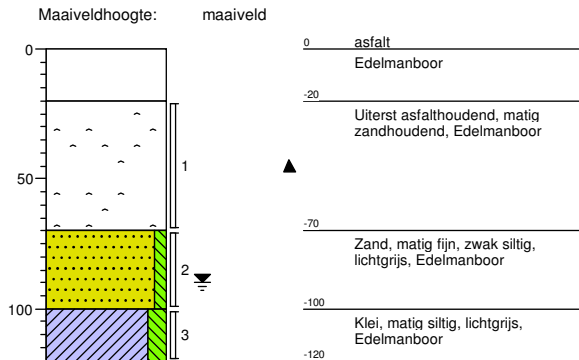 Maaiveldhoogte: maaiveld
0
50
100
1
2
3
0 asfalt
Edelmanboor
-20
Uiterst asfalthoudend, matig
zandhoudend, Edelmanboor
-70
Zand, matig fijn, zwak siltig,
lichtgrijs, Edelmanboor
-100
Klei, matig siltig, lichtgrijs,
Edelmanboor
-120